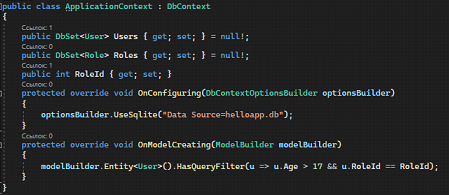 public class ApplicationContext : DbContext
{
Ссылок: 1
public DbSet<User> Users { get; set; } = null!;
Ссылок: 0
public DbSet<Role> Roles { get; set; } = null!;
Ссылок: 1
public int RoleId { get; set; }
Ссылок: 0
protected override void OnConfiguring(DbContextOptionsBuilder optionsBuilder)
{
optionsBuilder.UseSqlite("Data Source=helloapp.db");
}
Ссылок: 0
protected override void OnModelCreating(ModelBuilder modelBuilder)
{
modelBuilder.Entity<User>().HasQueryFilter(u => u.Age > 17 && u.RoleId == RoleId);
}
}